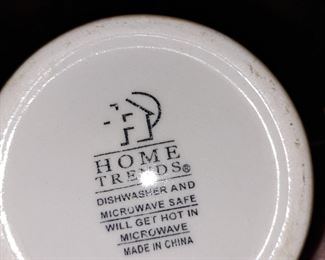 HOME
TRENDS®
DISHWASHER AND
MICROWAVE SAFE
WILL GET HOT IN
MICROWAVE
MADE IN CHINA